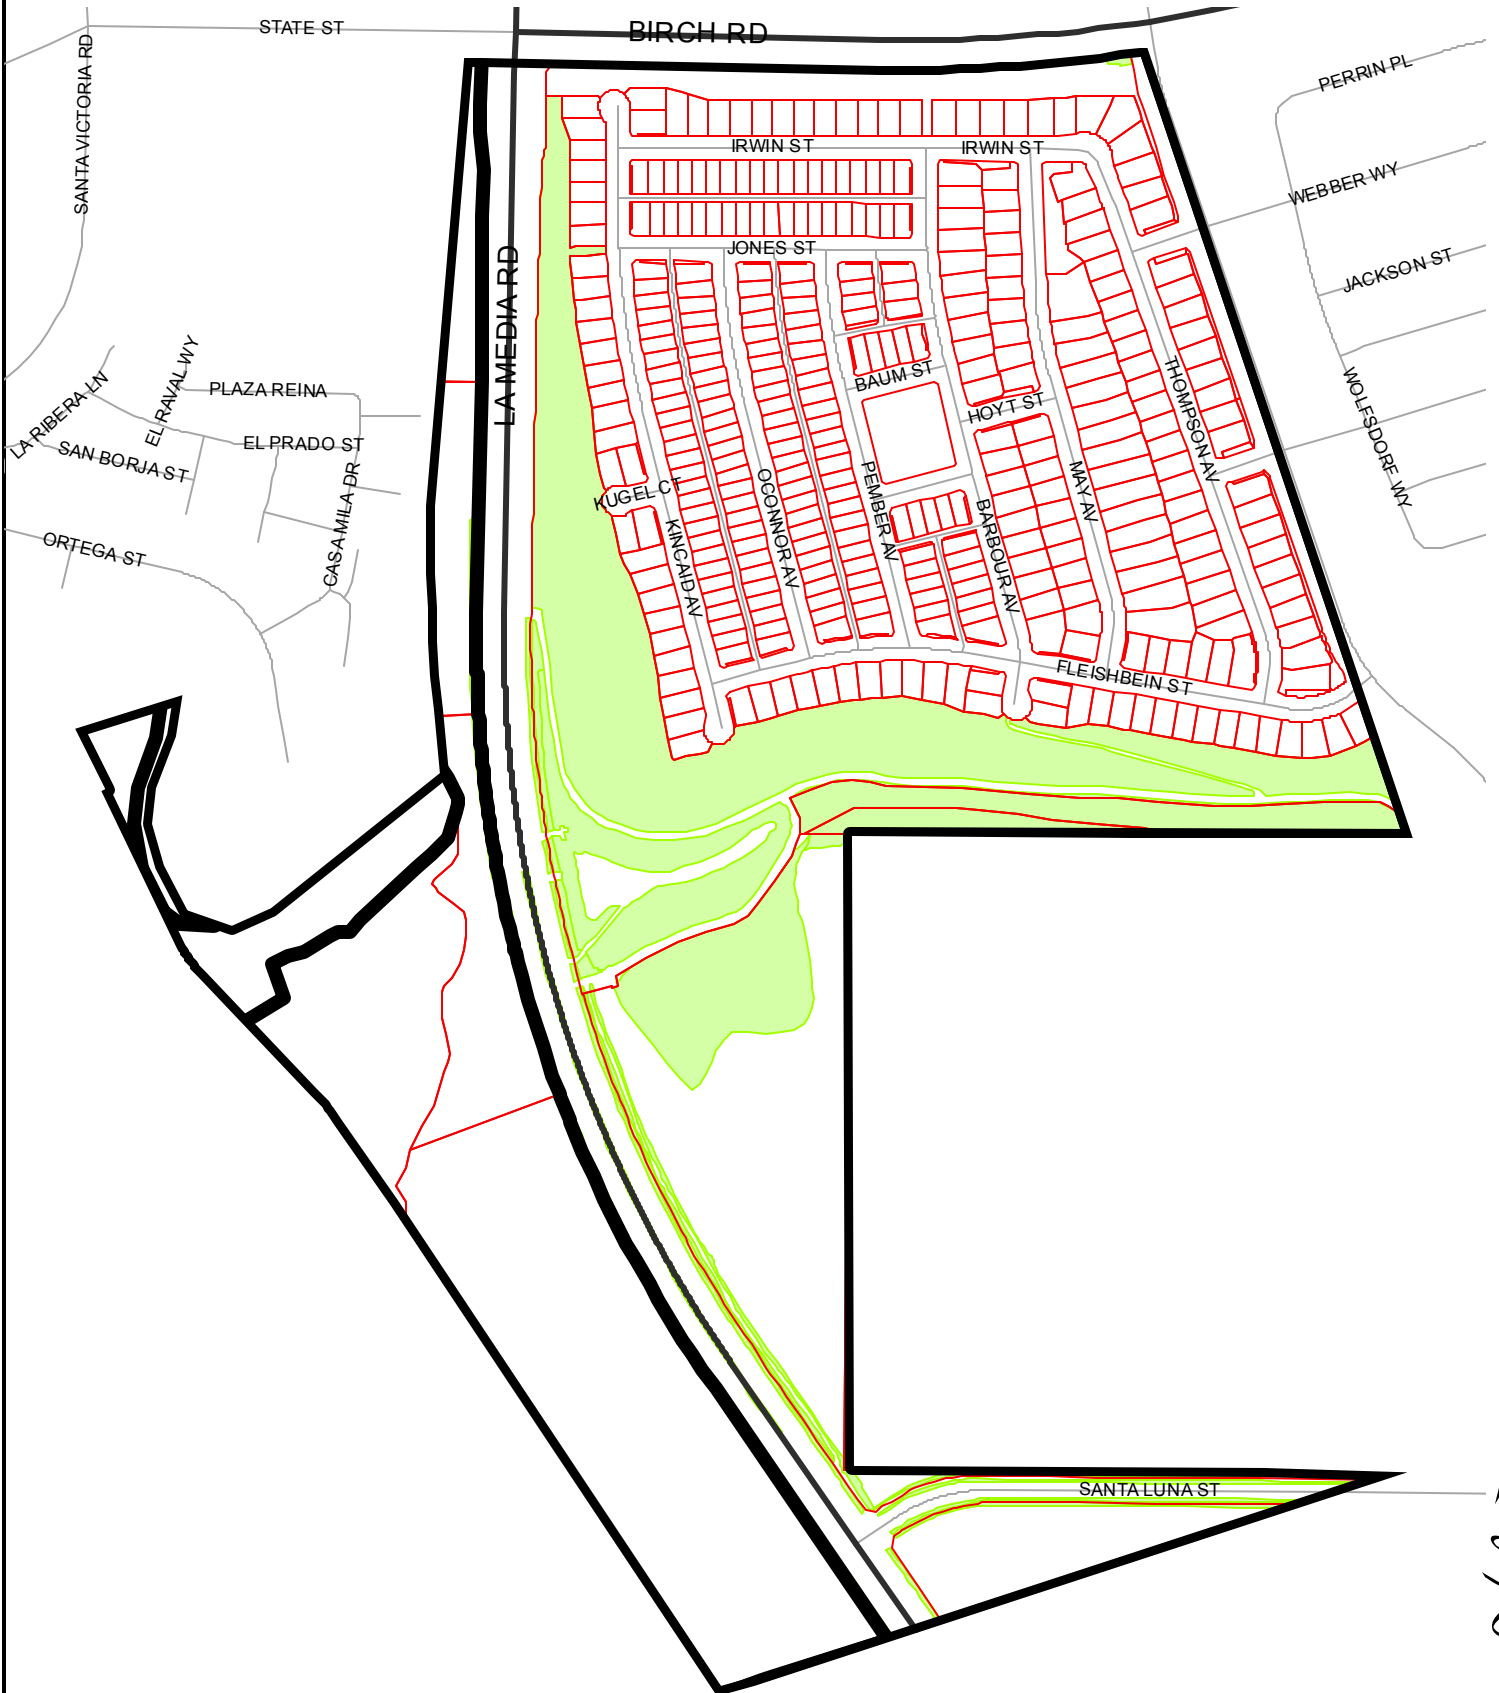 STATE ST
BIRCH RD
SANTA VICTORIA RD
PERRIN PL
IRWIN ST
IRWIN ST
WEBBER WY
JONES ST
JACKSON ST
LA MEDIA RD
LA RIBERA LN
EL RAVAL WY
PLAZA REINA
BAUM ST
THOMPSON AV
WOLFSDORF WY
HOYT ST
SAN BORJA ST
EL PRADO ST
CASA MILA DR
KUGEL CT
OCONNOR AV
PEMBER AV
MAY AV
KINCAID AV
BARBOUR AV
ORTEGA ST
FLEISHBEIN ST
SANTA LUNA ST